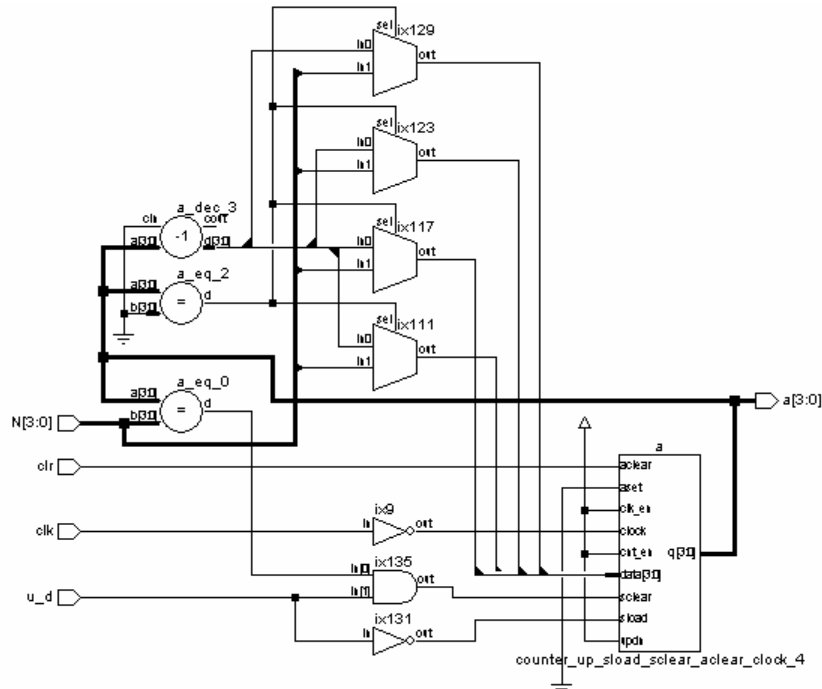 sel
ix129
in0
out
in1
sel
ix123
in0
out
in1
a_dec_3
cin
cout
-1
a[3:0]
d[3:0]
sel
ix117
in0
out
in1
a_eq_2
a[3:0]
d
=
b[3:0]
sel
ix111
in0
out
in1
a_eq_0
a[3:0]
d
=
b[3:0]
N[3:0]
a[3:0]
a
clr
aclear
aset
clk_en
clk
ix9
in
out
clock
cnt_en
q[3:0]
ix135
in[0]
out
data[3:0]
u_d
in[1]
sclear
ix131
in
out
sload
updn
counter_up_sload_sclear_aclear_clock_4